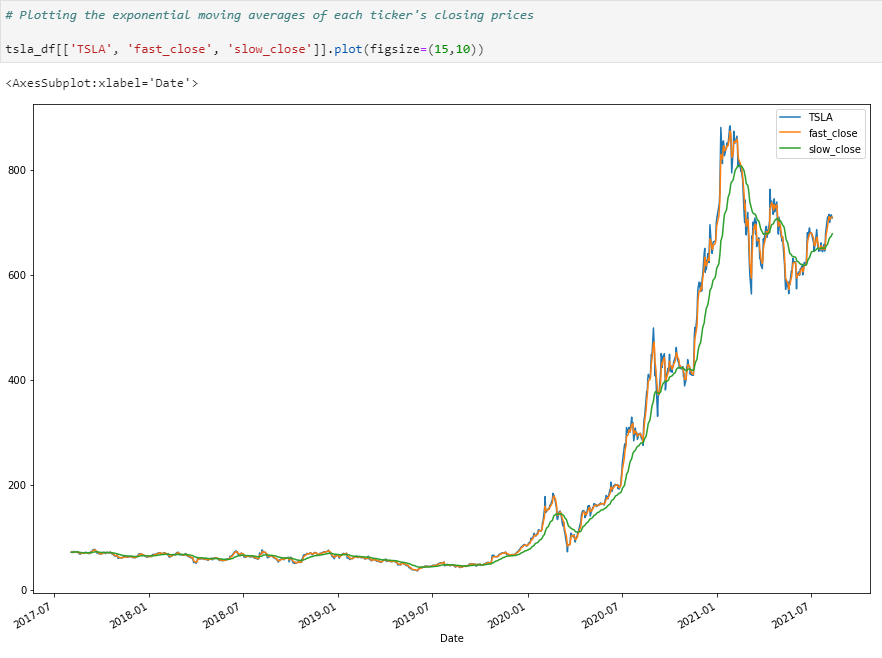 # Plotting the exponential moving averages of each ticker's closing prices
tsla_df[['TSLA', 'fast_close', 'slow_close']].plot(figsize=(15,10))
<AxesSubplot:xlabel='Date'>
TSLA
fast_close
slow_close
800
600
400
200
0
2017-07
2018-01
2018-07
2019-01
2019-07
2020-01
2020-07
2021-01
2021-07
Date